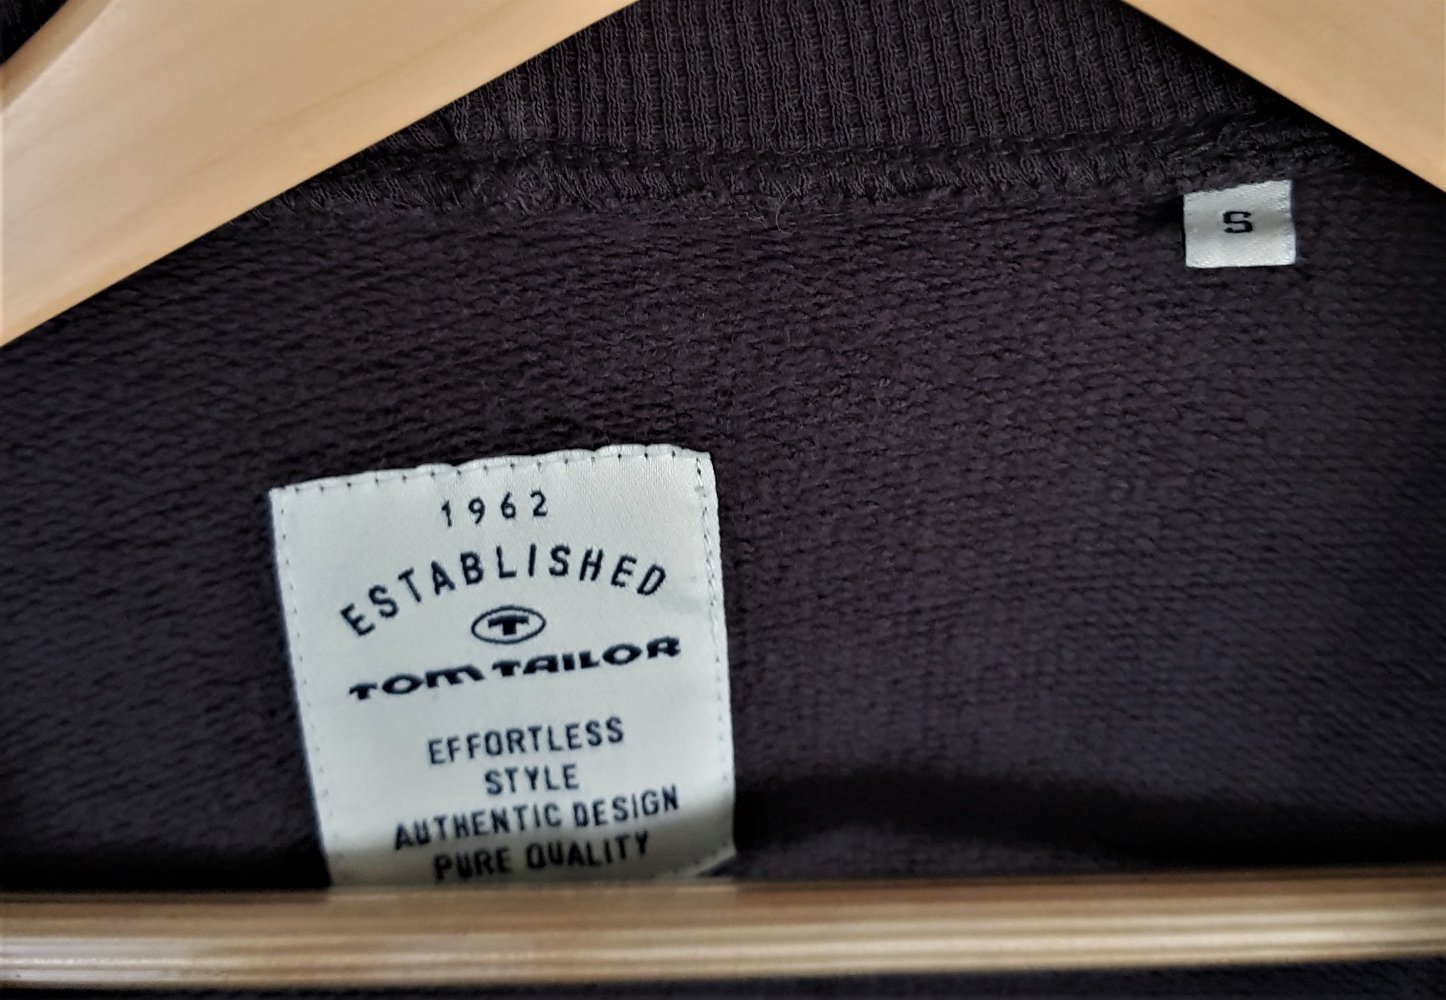 S
1962
ESTABLISHED
T
TOM TAILOR
EFFORTLESS
STYLE
AUTHENTIC DESIGN
PURE QUALITY